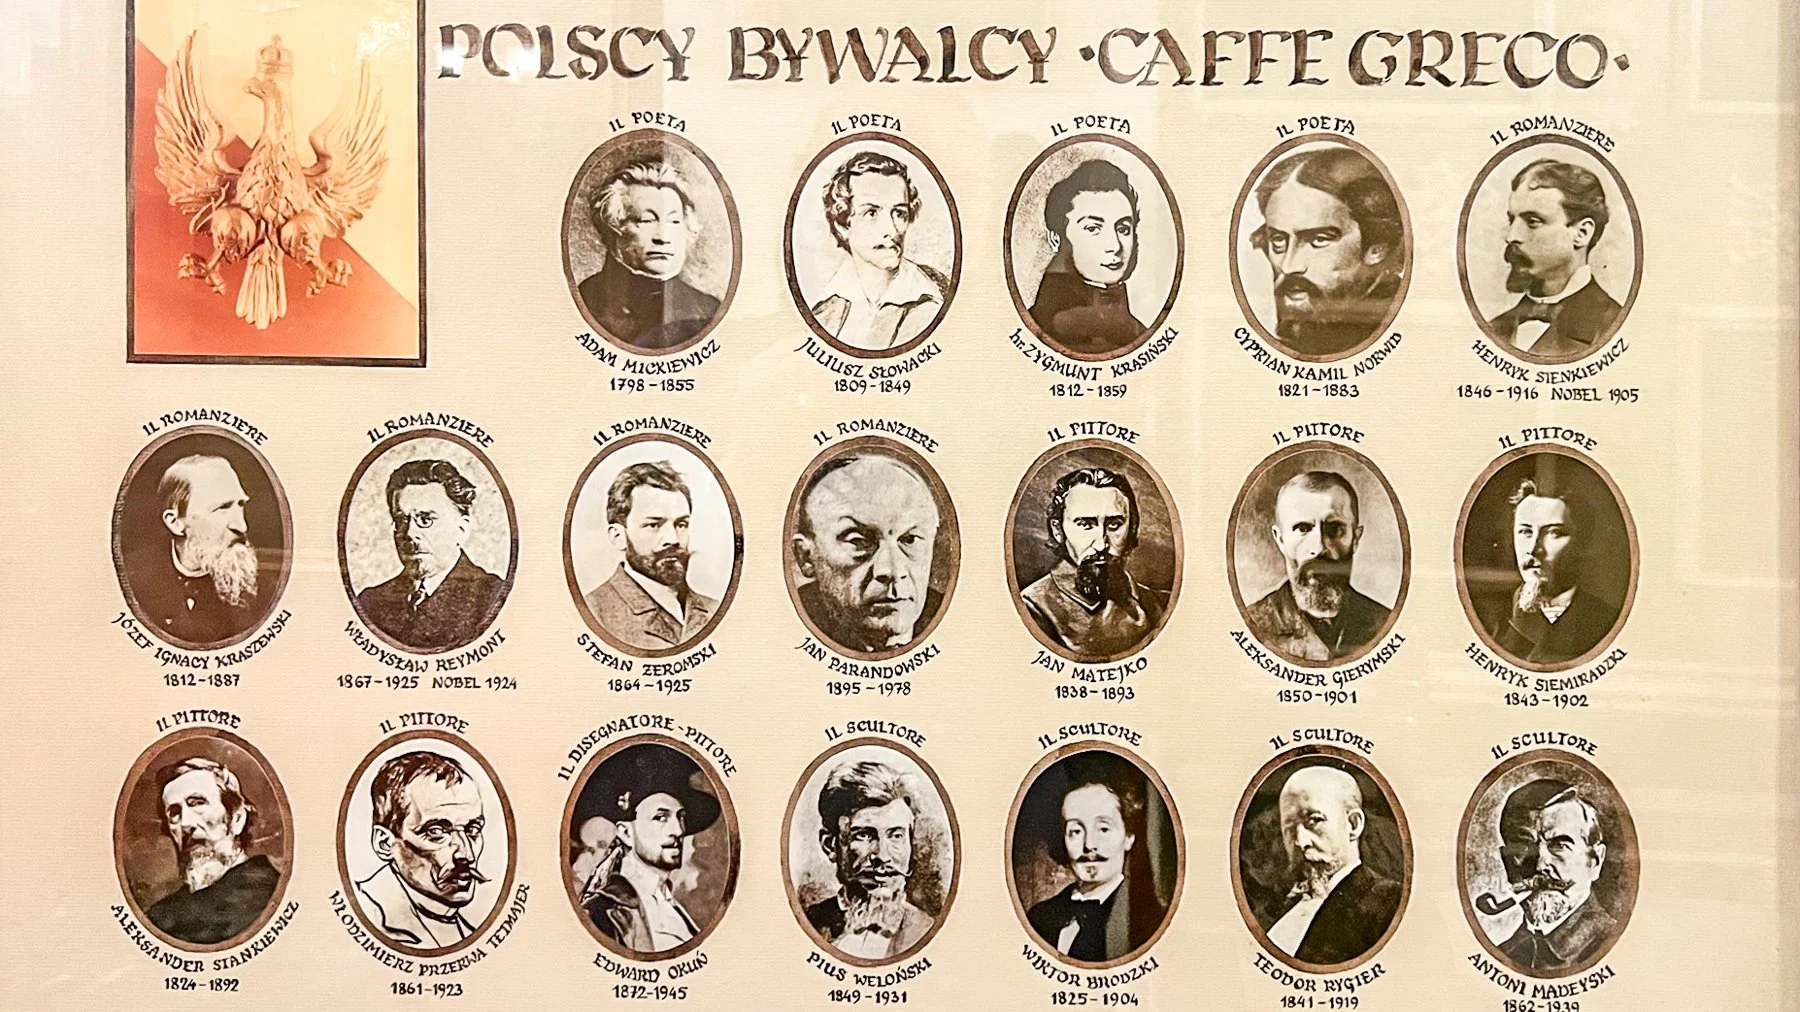 POLSCY BYWALCY ·CAFFE GRECO·
IL POETA
ADAM MICKIEWICZ
1798-1855
IL POETA
JULIUSZ SŁOWACKI
1809-1849
IL POETA
hr. ZYGMUNT KRASIŃSKI
1812-1859
IL POETA
CYPRIAN KAMIL NORWID
1821-1883
IL ROMANZIERE
HENRYK SIENKIEWICZ
1846-1916 NOBEL 1905
IL ROMANZIERE
JÓZEF IGNACY KRASZEWSKI
1812-1887
IL ROMANZIERE
WŁADYSŁAW REYMONT
1867-1925 NOBEL 1924
IL ROMANZIERE
STEFAN ŻEROMSKI
1864-1925
IL ROMANZIERE
JAN PARANDOWSKI
1895-1978
IL PITTORE
JAN MATEJKO
1838-1893
IL PITTORE
ALEKSANDER GIERYMSKI
1850-1901
IL PITTORE
HENRYK SIEMIRADZKI
1843-1902
IL PITTORE
ALEKSANDER STANKIEWICZ
1824-1892
IL PITTORE
WŁODZIMIERZ PRZERWA TETMAJER
1861-1923
IL DISEGNATORE-PITTORE
EDWARD OKUŃ
1872-1945
IL SCULTORE
PIUS WELOŃSKI
1849-1931
IL SCULTORE
WIKTOR BRODZKI
1825-1904
IL SCULTORE
TEODOR RYGIER
1841-1919
IL SCULTORE
ANTONI MADEYSKI
1862-1939